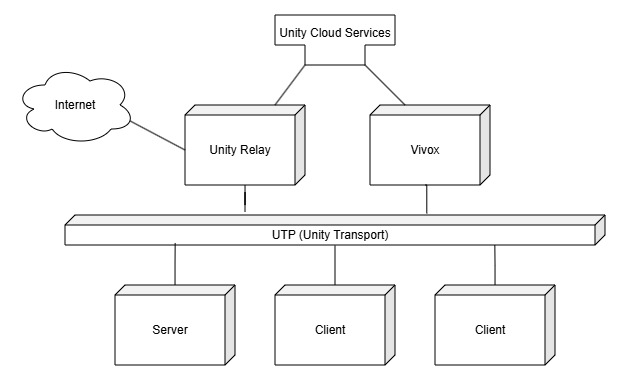 Unity Cloud Services
Internet
Unity Relay
Vivox
UTP (Unity Transport)
Server
Client
Client